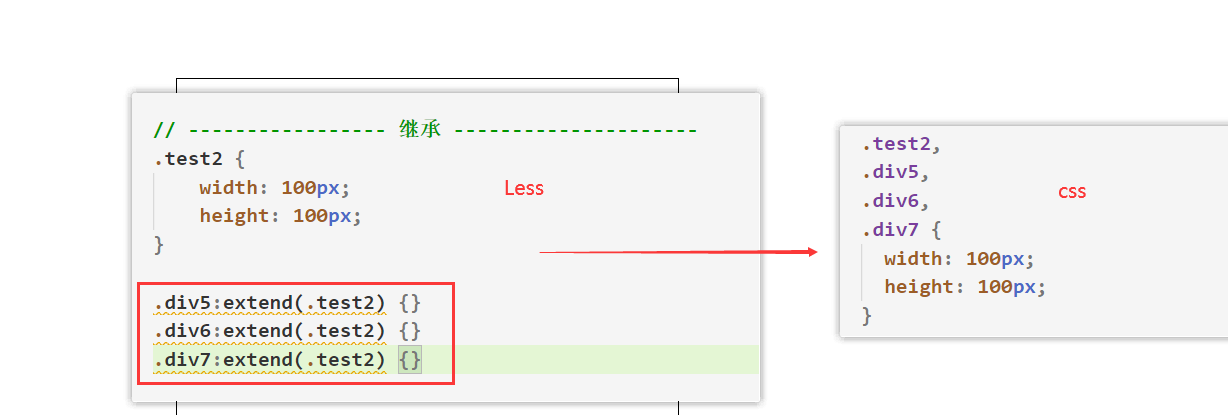 // ----------------- 继承 ---------------------
.test2 {
    width: 100px;
    height: 100px;
}
Less
.div5:extend(.test2) {}
.div6:extend(.test2) {}
.div7:extend(.test2) {}
.test2,
.div5,
.div6,
.div7 {
  width: 100px;
  height: 100px;
}
css